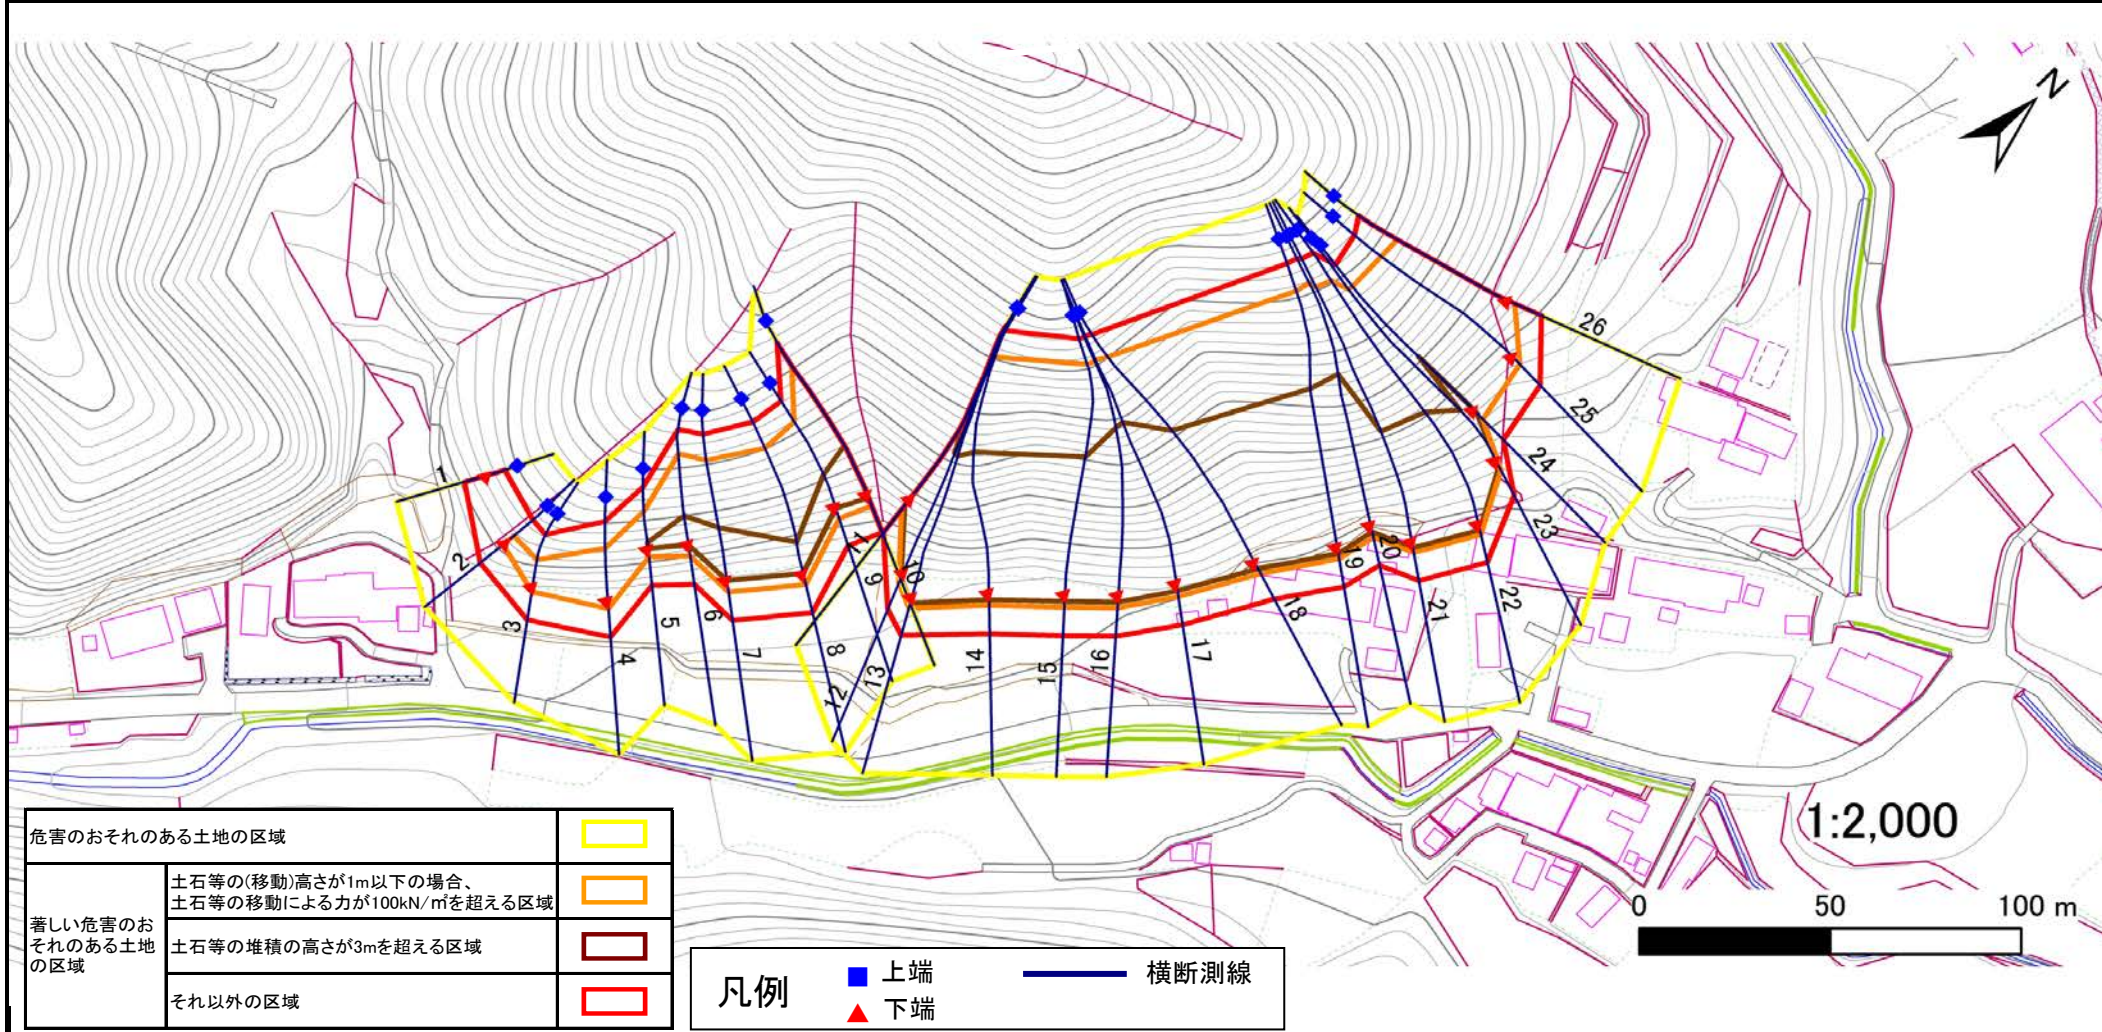 N
26
25
24
23
22
21
20
19
18
17
16
15
14
13
12
11
10
9
8
7
6
5
4
3
2
1
1:2,000
0 50 100 m
危害のおそれのある土地の区域
著しい危害のお
それのある土地
の区域
土石等の(移動)高さが1m以下の場合、
土石等の移動による力が100kN/㎡を超える区域
土石等の堆積の高さが3mを超える区域
それ以外の区域
凡例
上端
下端
横断測線